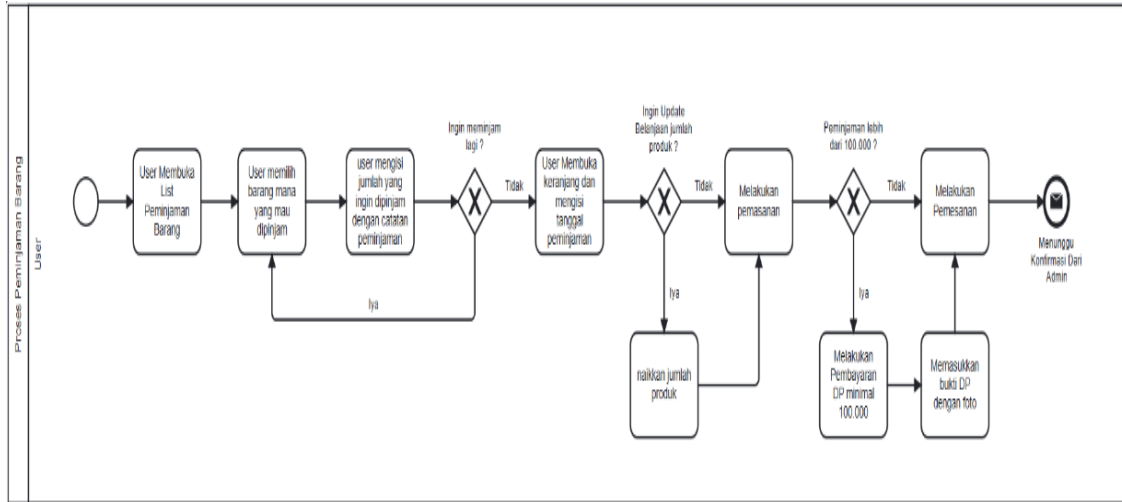 Proses Peminjaman Barang
User
User Membuka
List
Peminjaman
Barang
User memilih
barang mana
yang mau
dipinjam
user mengisi
jumlah yang
ingin dipinjam
dengan catatan
peminjaman
Ingin meminjam
lagi ?
Tidak
Iya
User Membuka
keranjang dan
mengisi
tanggal
peminjaman
Ingin Update
Belanjaan jumlah
produk ?
Tidak
Iya
naikkan jumlah
produk
Melakukan
pemasanan
Peminjaman lebih
dari 100.000 ?
Tidak
Iya
Melakukan
Pembayaran
DP minimal
100.000
Memasukkan
bukti DP
dengan foto
Melakukan
Pemesanan
Menunggu
Konfirmasi Dari
Admin